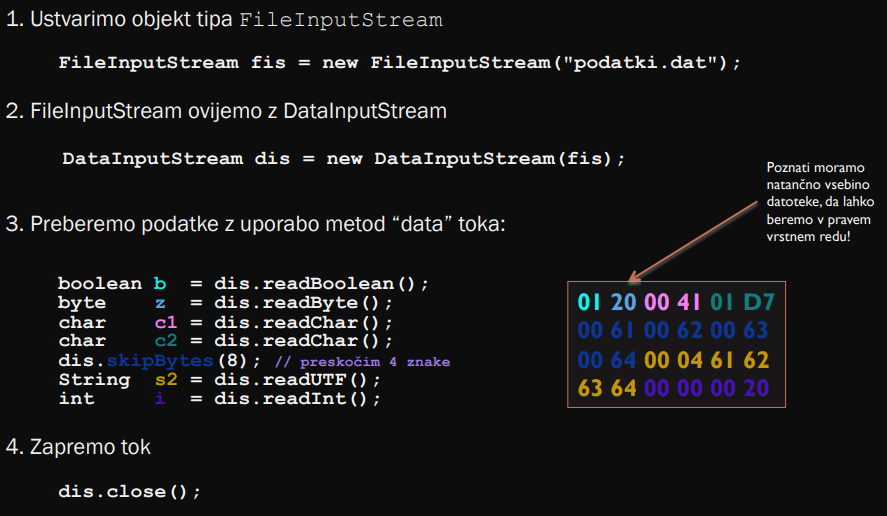 1. Ustvarimo objekt tipa FileInputStream
FileInputStream fis = new FileInputStream("podatki.dat");
2. FileInputStream ovijemo z DataInputStream
DataInputStream dis = new DataInputStream(fis);
Poznati moramo
natančno vsebino
datoteke, da lahko
beremo v pravem
vrstnem redu!
3. Preberemo podatke z uporabo metod “data” toka:
boolean b = dis.readBoolean();
byte z = dis.readByte();
char c1 = dis.readChar();
char c2 = dis.readChar();
dis.skipBytes(8); // preskočim 4 znake
String s2 = dis.readUTF();
int i = dis.readInt();
01 20 00 41 01 D7
00 61 00 62 00 63
00 64 00 04 61 62
63 64 00 00 00 20
4. Zapremo tok
dis.close();